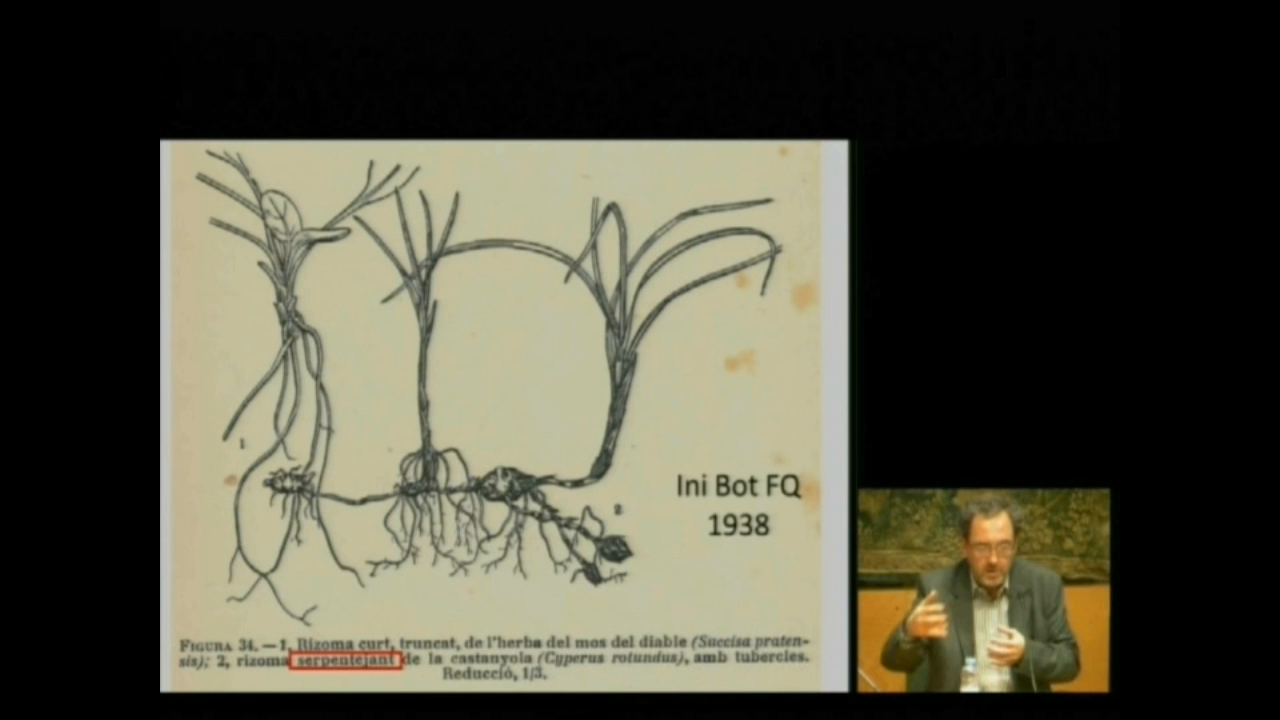 1
2
Ini Bot FQ
1938
FIGURA 34. — 1, Rizoma curt, truncat, de l'herba del mos del diable (Succisa praten-
sis); 2, rizoma serpentejant de la castanyola (Cyperus rotundus), amb tubercles.
Reducció, 1/3.